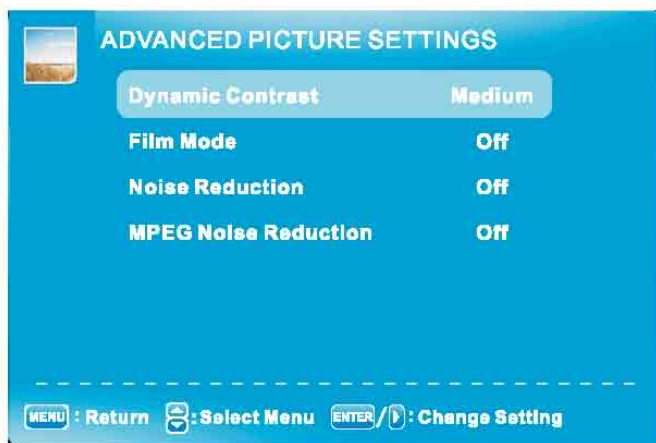 ADVANCED PICTURE SETTINGS
Dynamic Contrast Medium
Film Mode Off
Noise Reduction Off
MPEG Noise Reduction Off
MENU : Return : Select Menu ENTER / : Change Setting